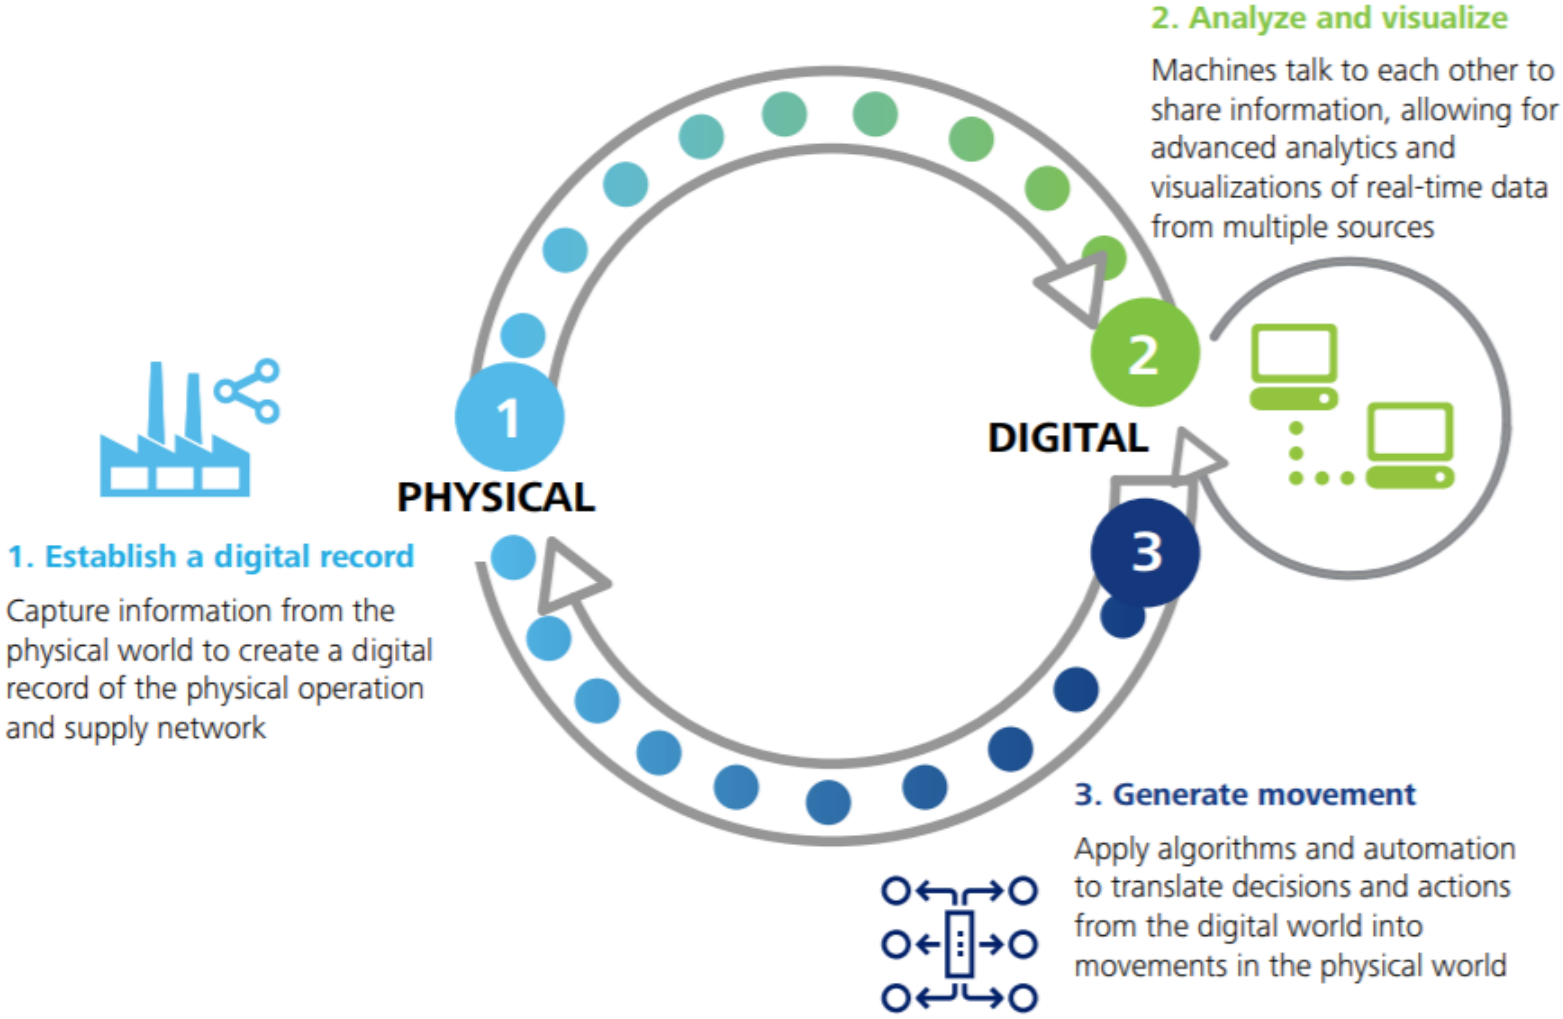 2. Analyze and visualize
Machines talk to each other to
share information, allowing for
advanced analytics and
visualizations of real-time data
from multiple sources
2
1
DIGITAL
PHYSICAL
3
1. Establish a digital record
Capture information from the
physical world to create a digital
record of the physical operation
and supply network
3. Generate movement
Apply algorithms and automation
to translate decisions and actions
from the digital world into
movements in the physical world